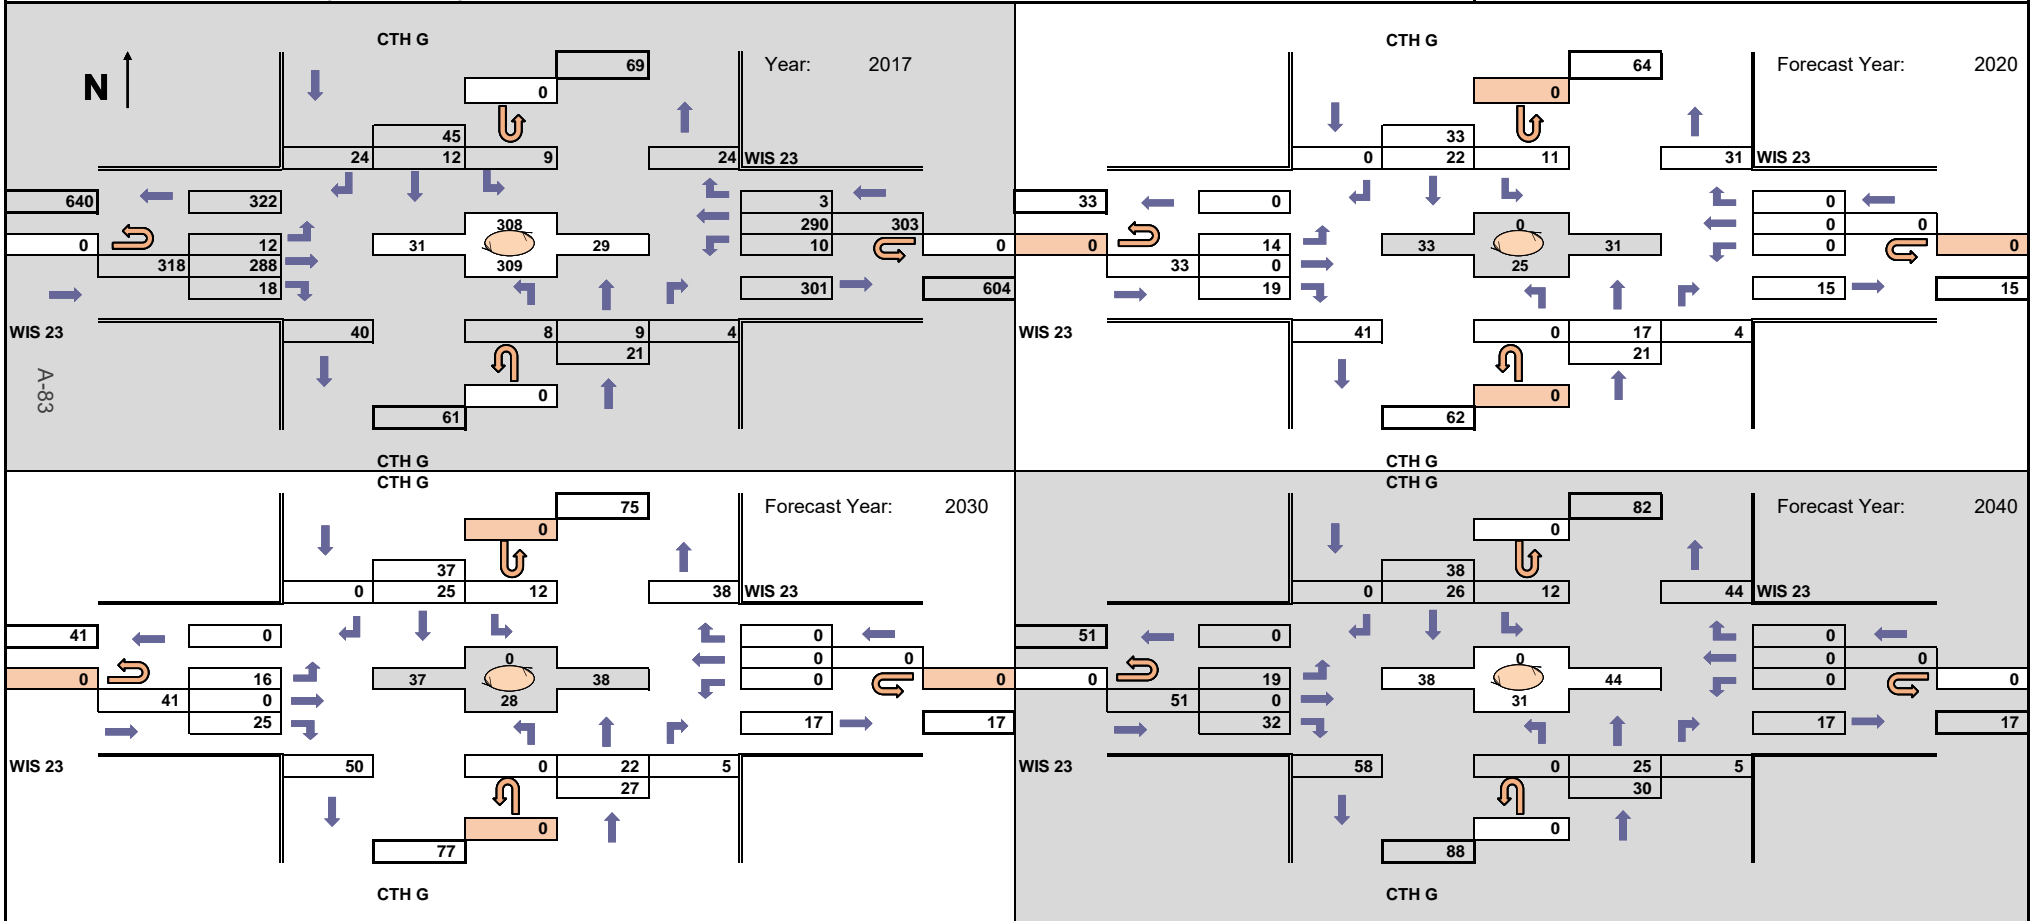 CTH G
69
Year: 2017
N
0
45
24 12 9 24 WIS 23
640 322 3
290 303
308
0 12 31 29 10 0
318 288 309
18 301 604
WIS 23 40 8 9 4
21
A-83
0
61
CTH G
CTH G
64
Forecast Year: 2020
0
33
0 22 11 31 WIS 23
33 0 0
0 0
0
0 14 33 31 0 0
33 0 25
19 15 15
WIS 23 41 0 17 4
21
0
62
CTH G
CTH G
75
Forecast Year: 2030
0
37
0 25 12 38 WIS 23
41 0 0
0 0 0
0 16 37 38 0 0
41 0 28
25 17 17
WIS 23 50 0 22 5
27
0
77
CTH G
CTH G
82
Forecast Year: 2040
0
38
0 26 12 44 WIS 23
51 0 0
0 0 0
0 19 38 44 0 0
51 0 31
32 17 17
WIS 23 58 0 25 5
30
0
88
CTH G